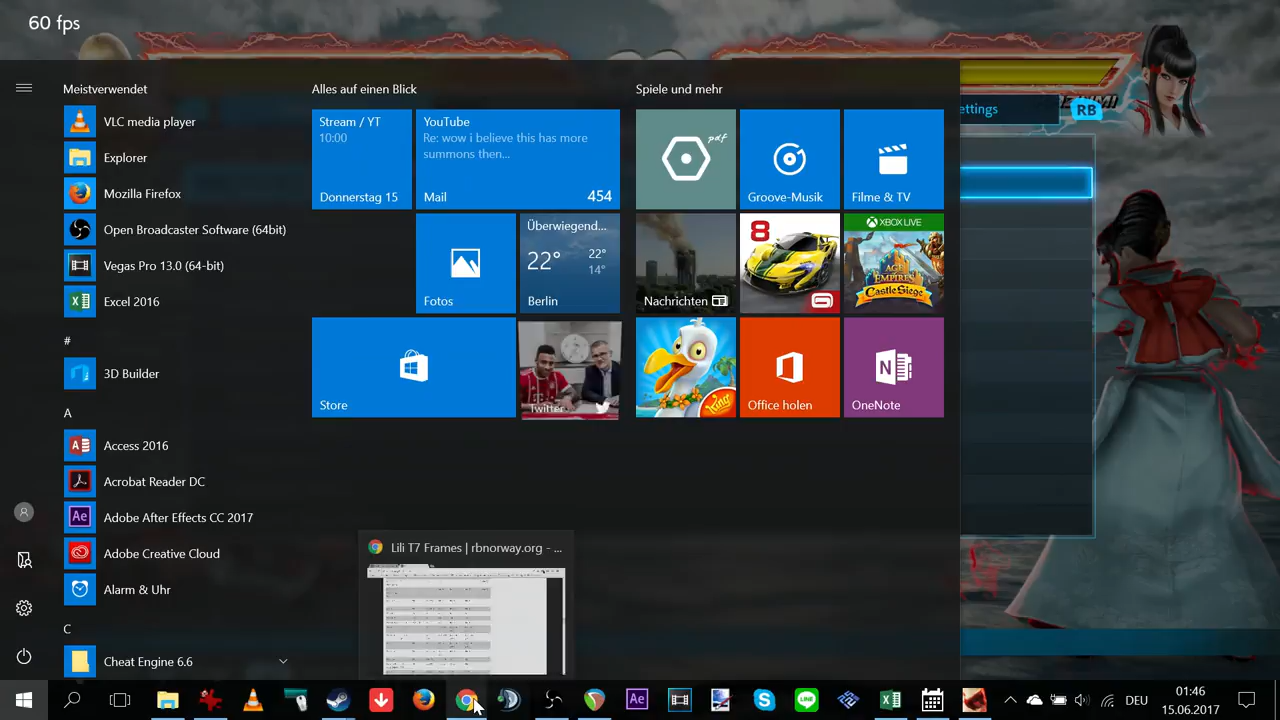 60 fps
Meistverwendet
VLC media player
Explorer
Mozilla Firefox
Open Broadcaster Software (64bit)
Vegas Pro 13.0 (64-bit)
Excel 2016
#
3D Builder
A
Access 2016
Acrobat Reader DC
Adobe After Effects CC 2017
Adobe Creative Cloud
Alarm & Uhr
C
Cheat Engine 6.6
Alles auf einen Blick
Stream / YT
10:00
Donnerstag 15
YouTube
Re: wow i believe this has more
summons then...
Mail
454
Fotos
Überwiegend...
22°
22°
14°
Berlin
Store
Twitter
Spiele und mehr
pdf
Groove-Musik
Filme & TV
Nachrichten
8
XBOX LIVE
AGE
OF
EMPIRES
Castle Siege
King
Office holen
N
OneNote
ettings
RB
Lili T7 Frames | rbnorway.org - ...
Ae
LINE
DEU
01:46
15.06.2017